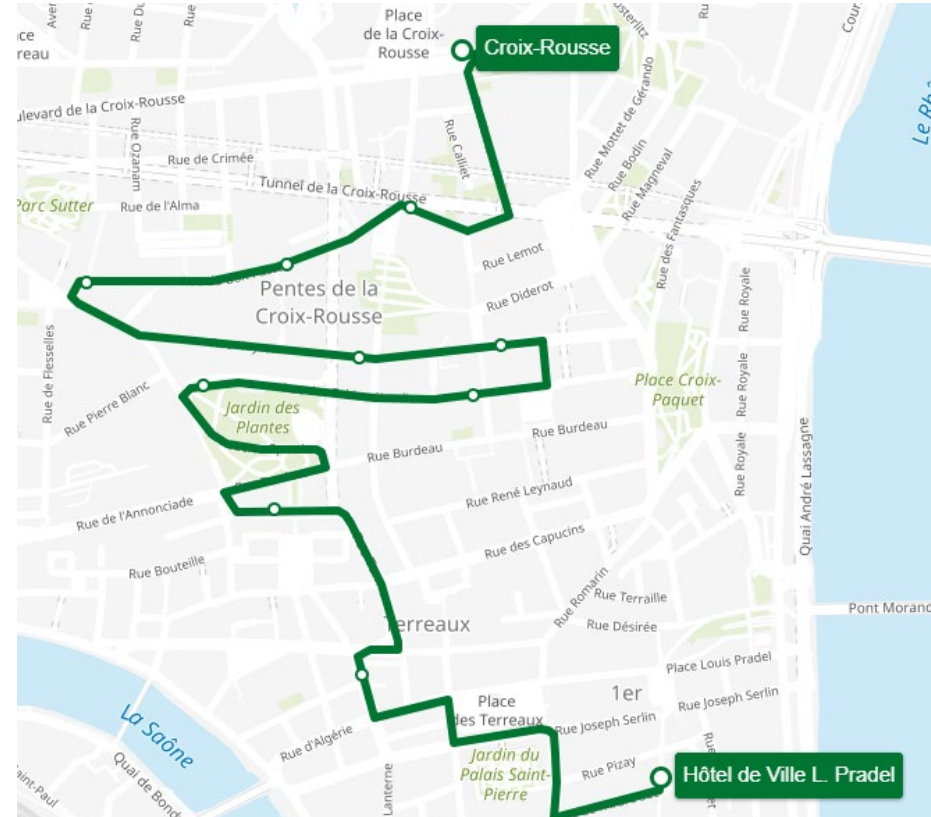 Place
de la Croix-
Rousse
Croix-Rousse
Boulevard de la Croix-Rousse
Rue Ozanam
Rue de Crimée
Rue Calliet
Rue Mottet de Gérando
Rue Bodin
Rue Magneval
Rue des Fantasques
Tunnel de la Croix-Rousse
Parc Sutter
Rue de l'Alma
Rue Lemot
Rue Diderot
Pentes de la
Croix-Rousse
Rue Royale
Rue Royale
Rue Royale
Rue de Flesselles
Rue Pierre Blanc
Jardin des
Plantes
Place Croix-
Paquet
Rue Burdeau
Rue Burdeau
Rue René Leynaud
Quai André Lassagne
Rue de l'Annonciade
Rue des Capucins
Rue Bouteille
Rue Romarin
Rue Terraille
Rue Désirée
Pont Morand
Terreaux
Place Louis Pradel
1er
Rue Joseph Serlin
Rue Joseph Serlin
Place
des Terreaux
La Saône
Rue d'Algérie
Jardin du
Palais Saint-
Pierre
Rue Pizay
Hôtel de Ville L. Pradel
Quai de Bond
Lanterne
Saint-Paul
Le Rhô